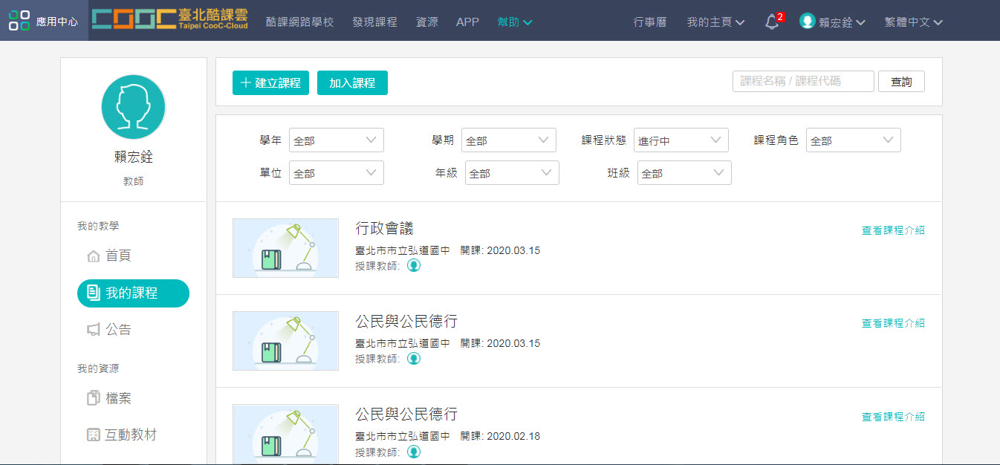 應用中心 臺北酷課雲 酷課網路學校 發現課程 資源 APP 幫助 行事曆 我的主頁 2 賴宏銓 繁體中文
Taipei CooC-Cloud
賴宏銓
教師
我的教學
首頁
我的課程
公告
我的資源
檔案
互動教材
+ 建立課程 加入課程 課程名稱 / 課程代碼 查詢
學年 全部 學期 全部 課程狀態 進行中 課程角色 全部
單位 全部 年級 全部 班級 全部
行政會議 查看課程介紹
臺北市市立弘道國中 開課: 2020.03.15
授課教師:
公民與公民德行 查看課程介紹
臺北市市立弘道國中 開課: 2020.03.15
授課教師:
公民與公民德行 查看課程介紹
臺北市市立弘道國中 開課: 2020.02.18
授課教師: